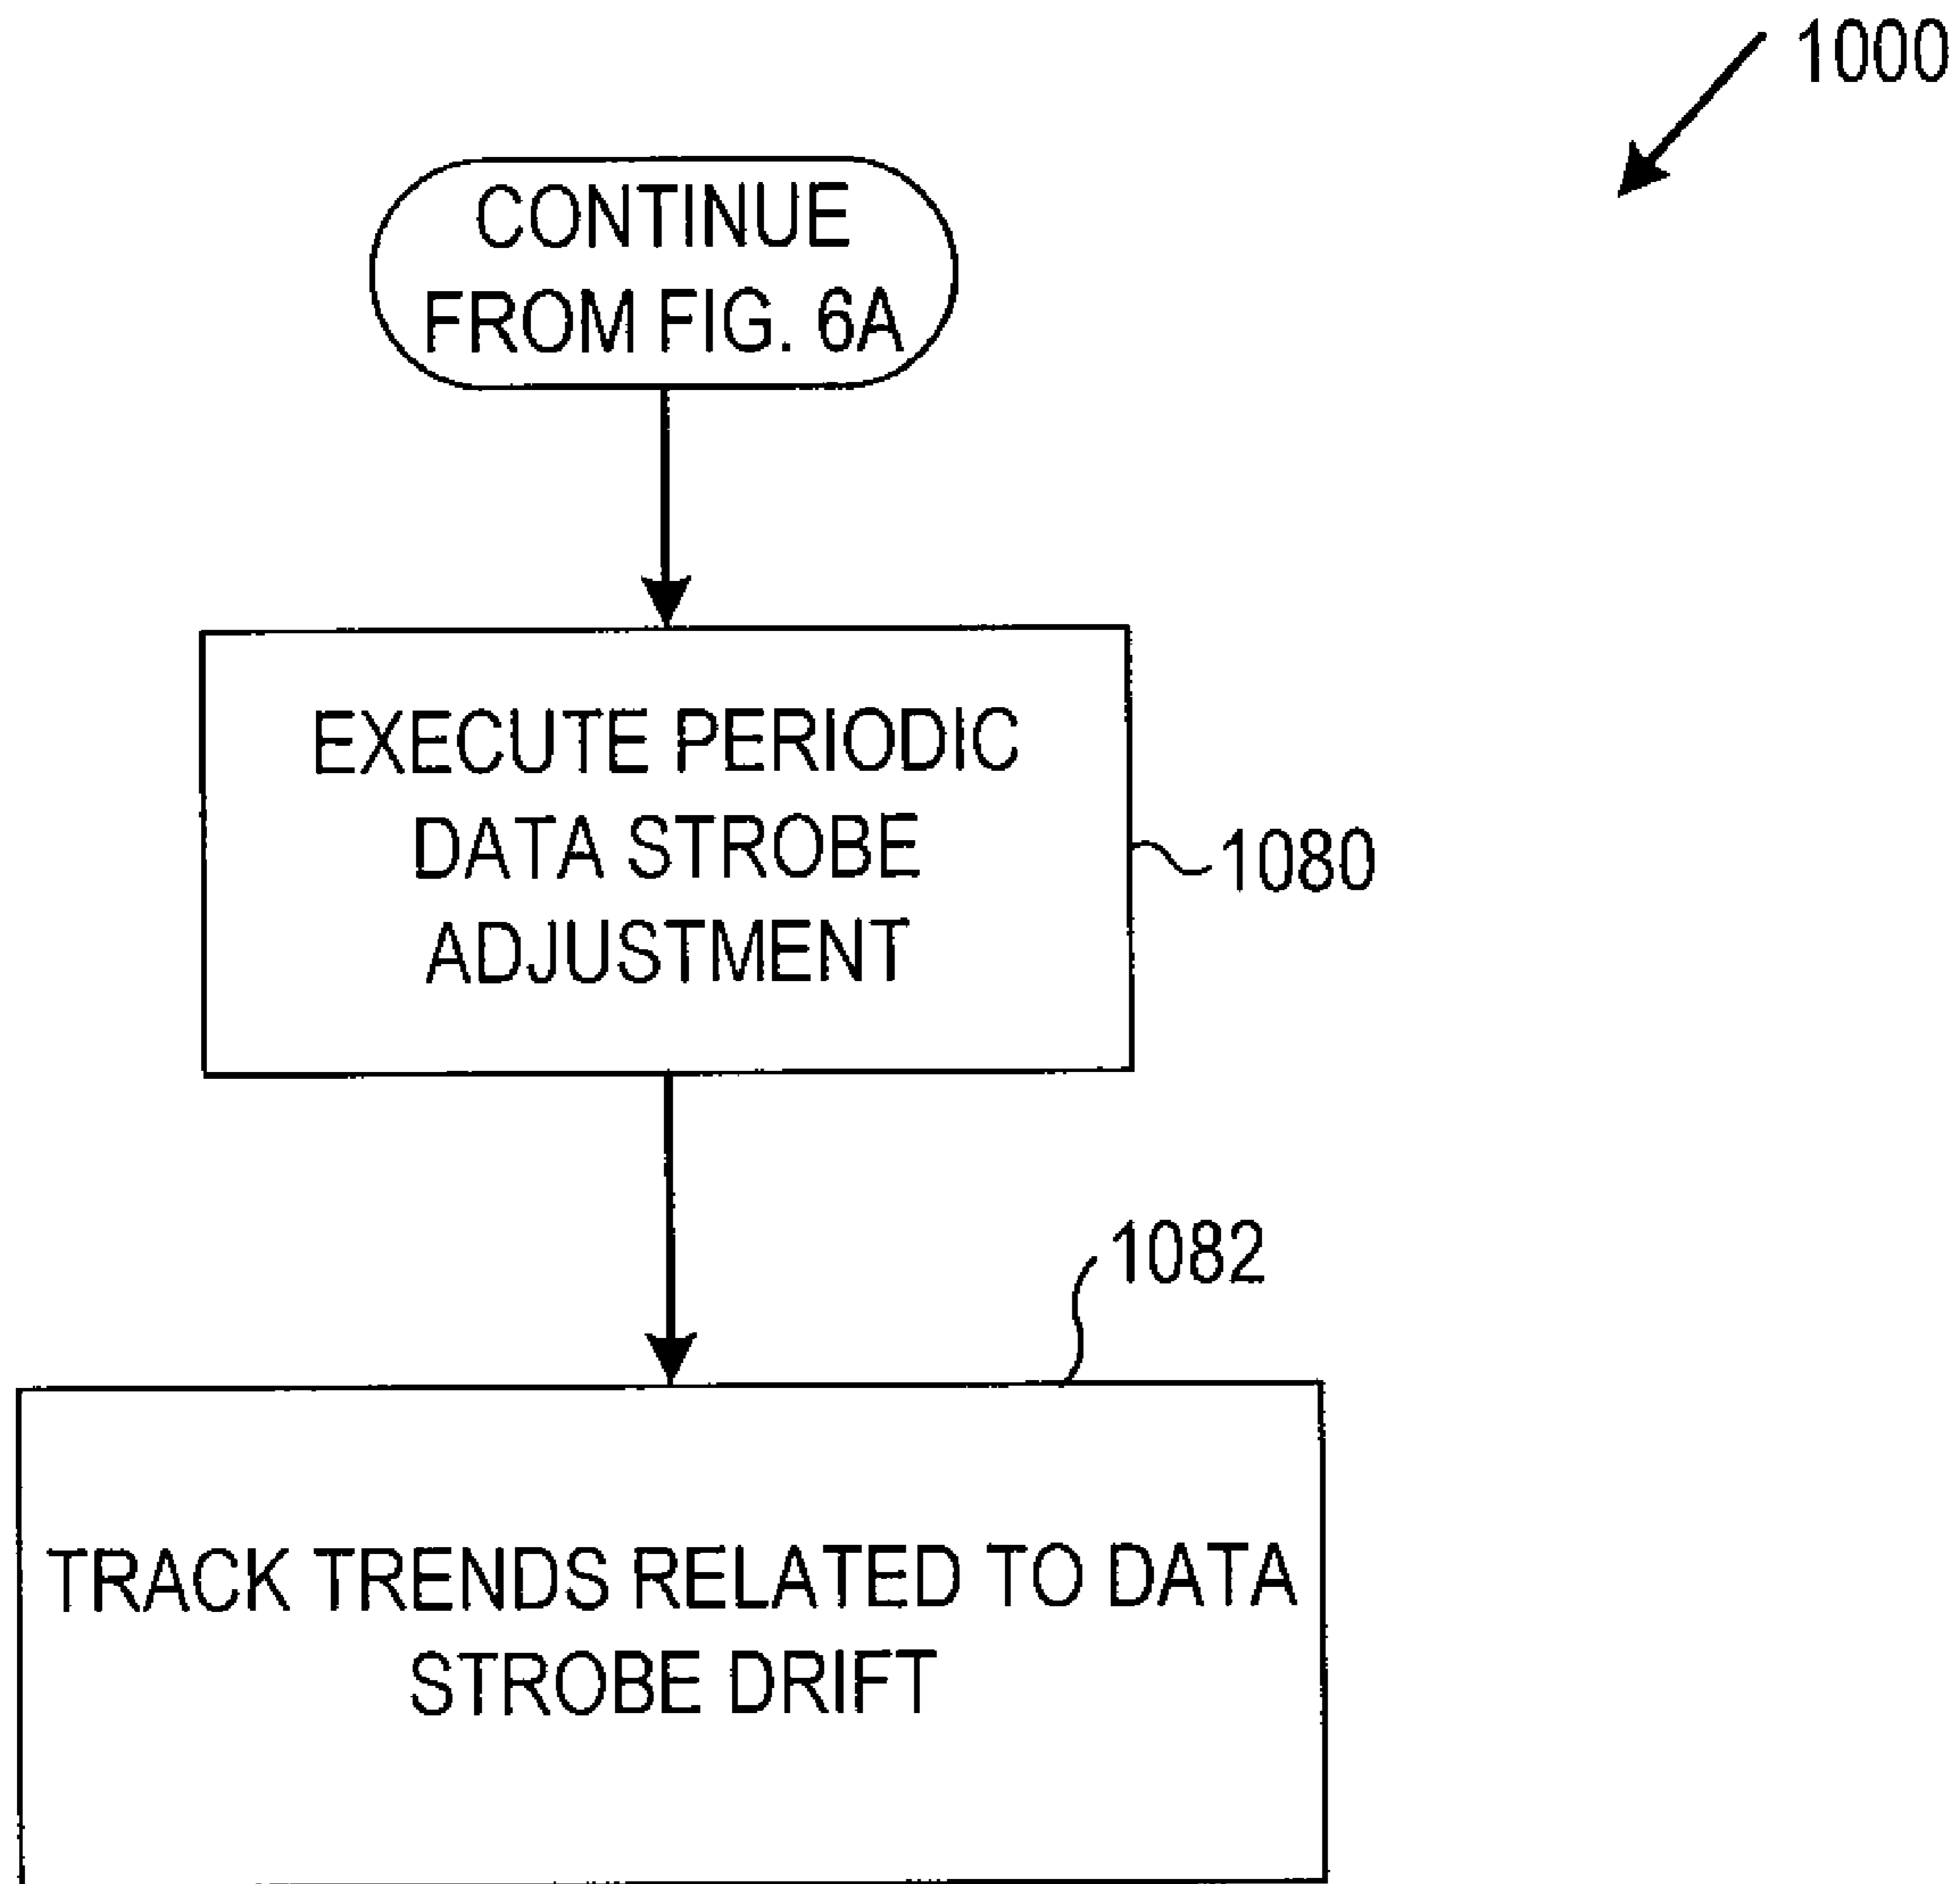 1000
CONTINUE
FROM FIG. 6A
EXECUTE PERIODIC
DATA STROBE
ADJUSTMENT
1080
1082
TRACK TRENDS RELATED TO DATA
STROBE DRIFT